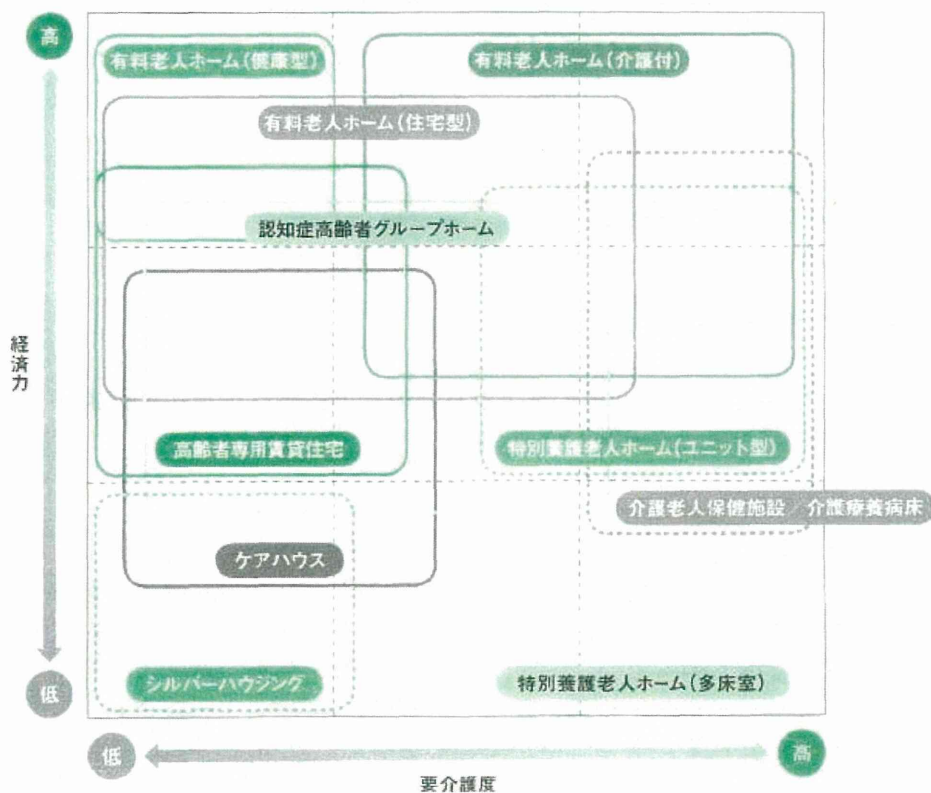 高
有料老人ホーム(健康型)
有料老人ホーム(介護付)
有料老人ホーム(住宅型)
認知症高齢者グループホーム
経済力
高齢者専用賃貸住宅
特別養護老人ホーム(ユニット型)
介護老人保健施設/介護療養病床
ケアハウス
シルバーハウジング
特別養護老人ホーム(多床室)
低
低
高
要介護度